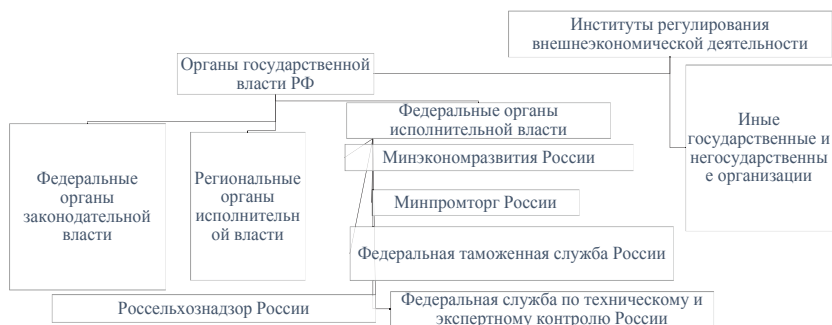 Институты регулирования
внешнеэкономической деятельности
Органы государственной
власти РФ
Федеральные органы
исполнительной власти
Иные
государственные и
негосударственны
е организации
Федеральные
органы
законодательной
власти
Региональные
органы
исполнительн
ой власти
Минэкономразвития России
Минпромторг России
Федеральная таможенная служба России
Россельхознадзор России
Федеральная служба по техническому и
экспертному контролю России